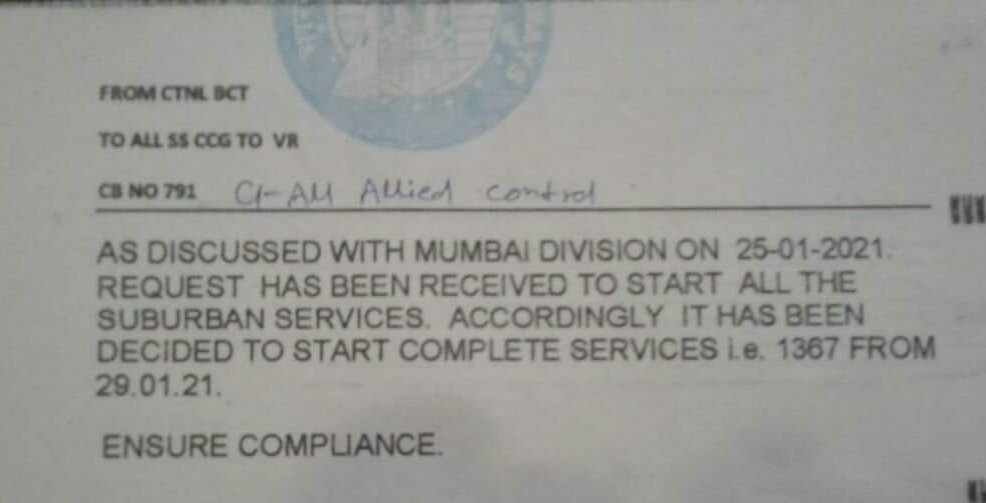 FROM CTNL BCT
TO ALL SS CCG TO VR
CB NO 791 C/- All Allied control
AS DISCUSSED WITH MUMBAI DIVISION ON 25-01-2021.
REQUEST HAS BEEN RECEIVED TO START ALL THE
SUBURBAN SERVICES. ACCORDINGLY IT HAS BEEN
DECIDED TO START COMPLETE SERVICES i.e. 1367 FROM
29.01.21.
ENSURE COMPLIANCE.